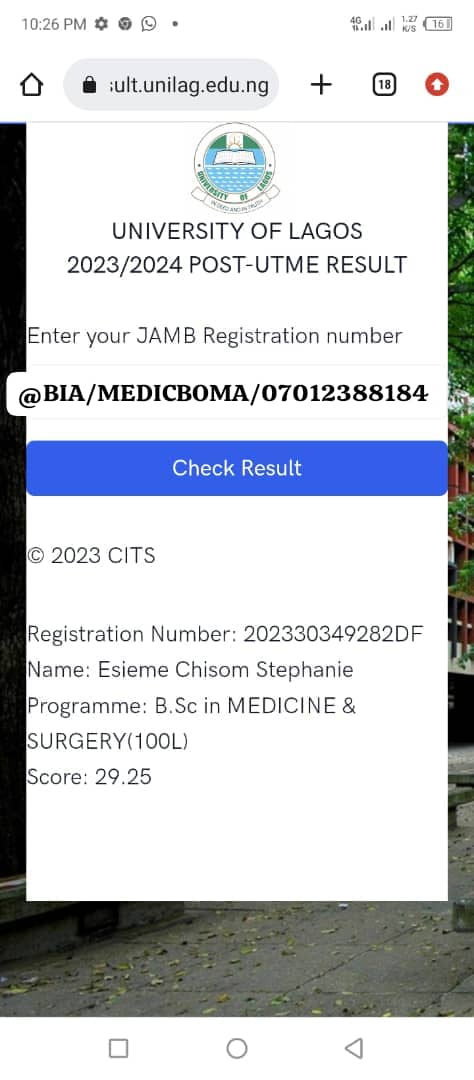 10:26 PM
4G
1.27
K/S
16
:ult.unilag.edu.ng
18
UNIVERSITY OF LAGOS
IN DEED AND IN TRUTH
UNIVERSITY OF LAGOS
2023/2024 POST-UTME RESULT
Enter your JAMB Registration number
@BIA/MEDICBOMA/07012388184
Check Result
© 2023 CITS
Registration Number: 202330349282DF
Name: Esieme Chisom Stephanie
Programme: B.Sc in MEDICINE &
SURGERY(100L)
Score: 29.25